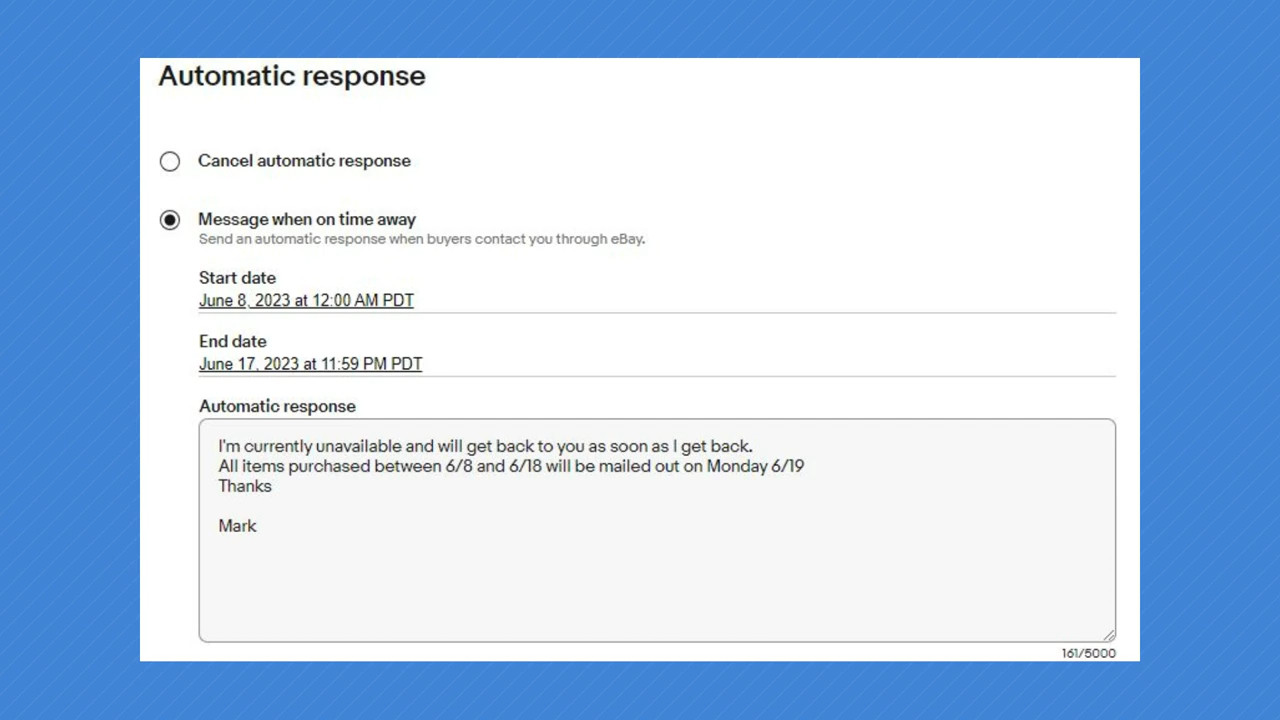 Automatic response
Cancel automatic response
Message when on time away
Send an automatic response when buyers contact you through eBay.
Start date
June 8, 2023 at 12:00 AM PDT
End date
June 17, 2023 at 11:59 PM PDT
Automatic response
I'm currently unavailable and will get back to you as soon as I get back.
All items purchased between 6/8 and 6/18 will be mailed out on Monday 6/19
Thanks
Mark
161/5000